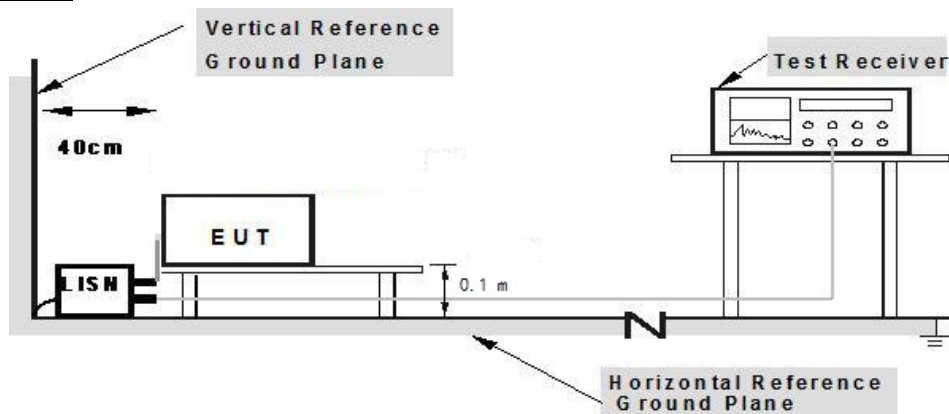 Vertical Reference
Ground Plane
Test Receiver
40cm
EUT
LISN
0.1 m
Horizontal Reference
Ground Plane